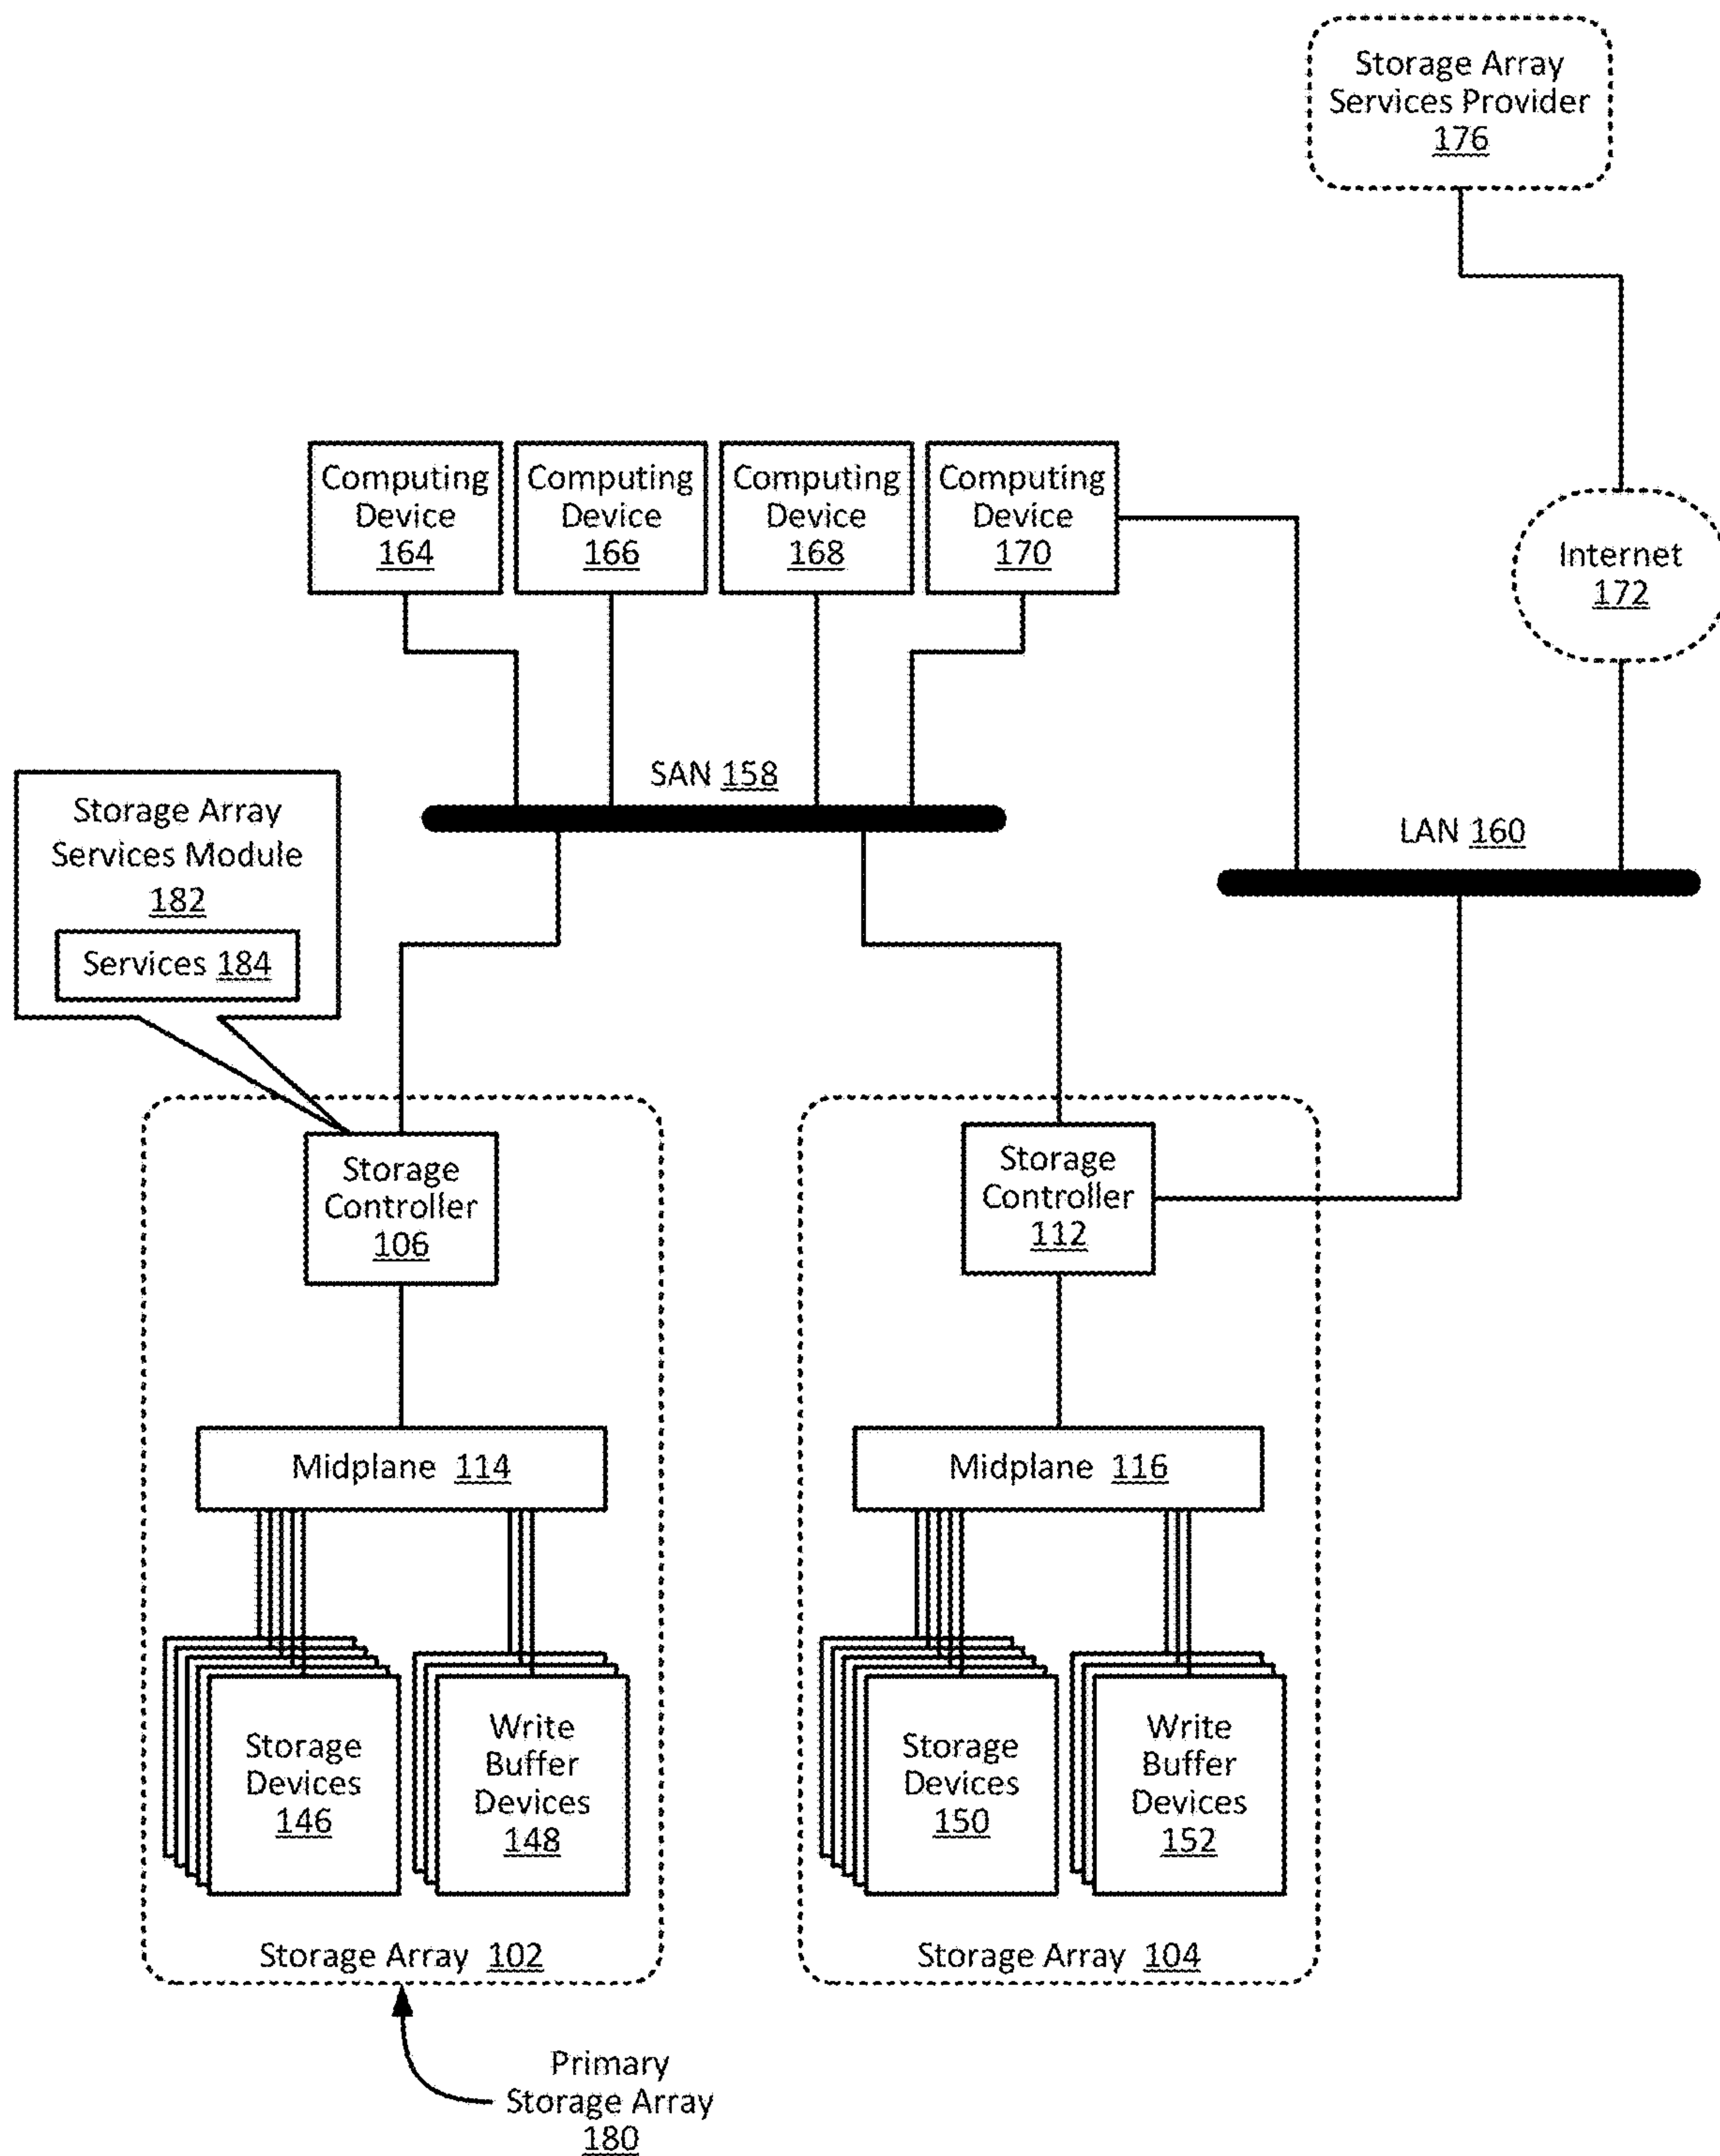 Storage Array
Services Provider
176
Computing
Device
164
Computing
Device
166
Computing
Device
168
Computing
Device
170
Internet
172
SAN 158
LAN 160
Storage Array
Services Module
182
Services 184
Storage
Controller
106
Storage
Controller
112
Midplane 114
Midplane 116
Storage
Devices
146
Write
Buffer
Devices
148
Storage
Devices
150
Write
Buffer
Devices
152
Storage Array 102
Storage Array 104
Primary
Storage Array
180